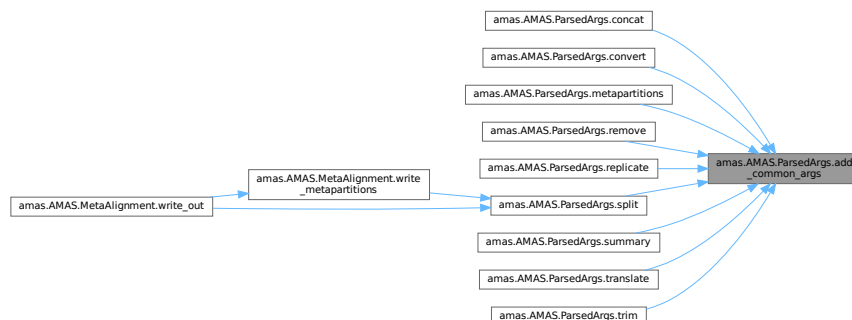 amas.AMAS.ParsedArgs.concat
amas.AMAS.ParsedArgs.convert
amas.AMAS.ParsedArgs.metapartitions
amas.AMAS.ParsedArgs.remove
amas.AMAS.ParsedArgs.add
_common_args
amas.AMAS.ParsedArgs.replicate
amas.AMAS.MetaAlignment.write
_metapartitions
amas.AMAS.MetaAlignment.write_out
amas.AMAS.ParsedArgs.split
amas.AMAS.ParsedArgs.summary
amas.AMAS.ParsedArgs.translate
amas.AMAS.ParsedArgs.trim